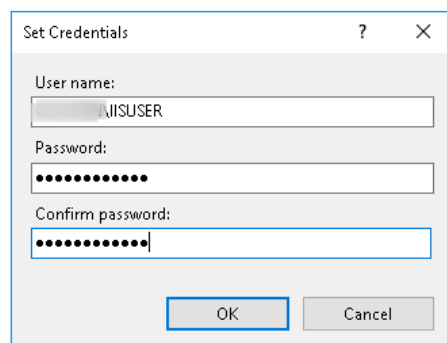 Set Credentials
User name:
\IISUSER
Password:
••••••••••••
Confirm password:
••••••••••••
OK
Cancel